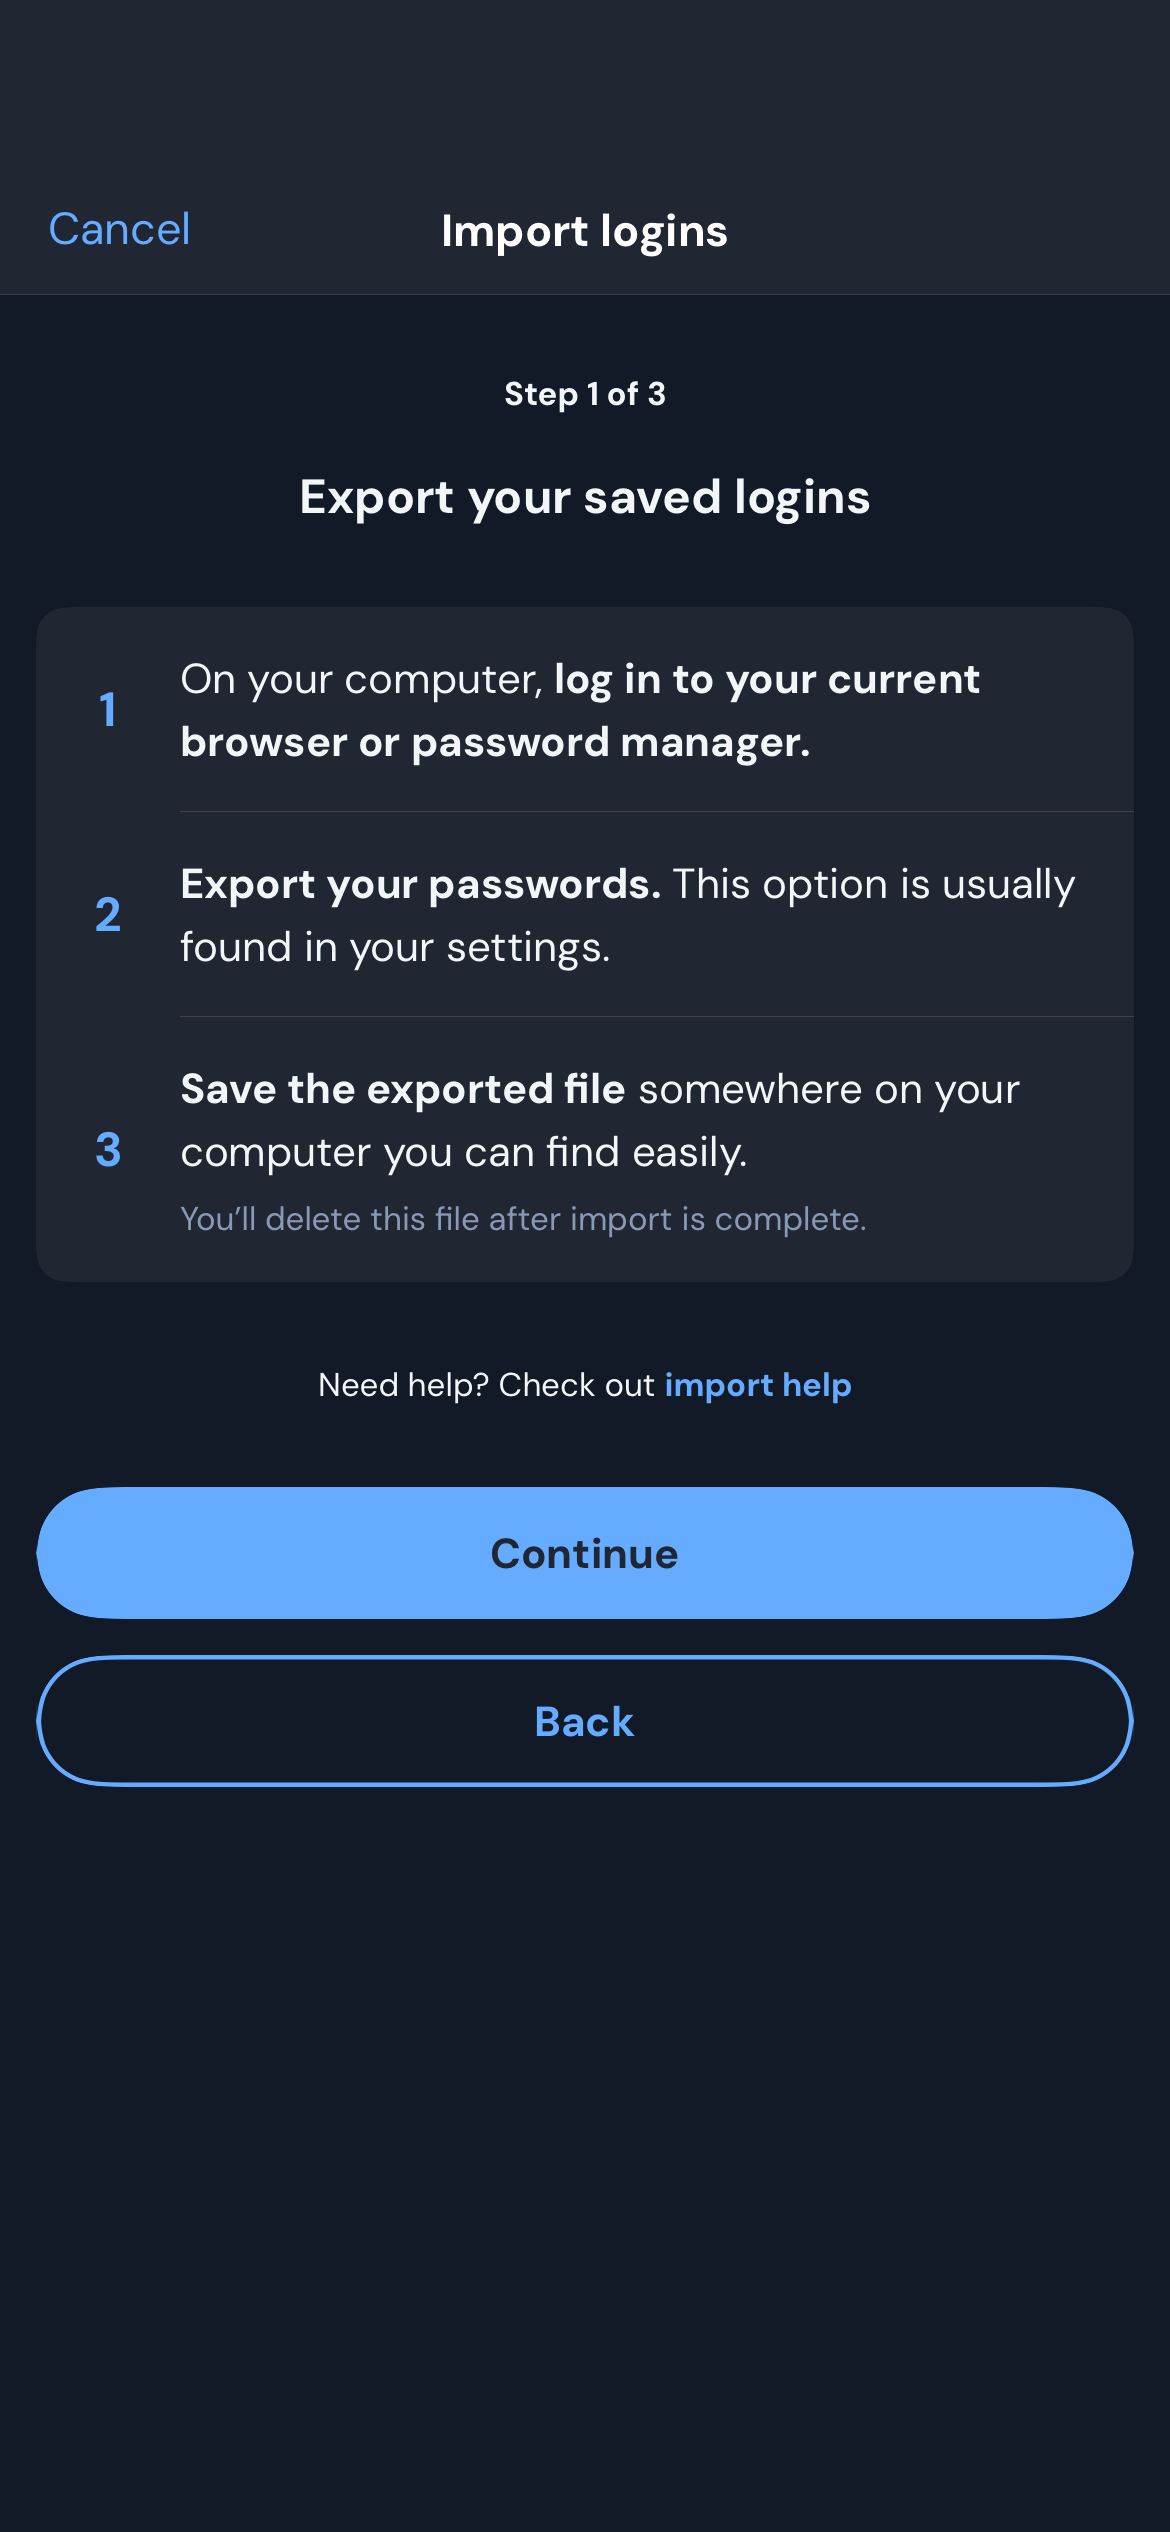 Cancel
Import logins
Step 1 of 3
Export your saved logins
1
On your computer, log in to your current
browser or password manager.
2
Export your passwords. This option is usually
found in your settings.
3
Save the exported file somewhere on your
computer you can find easily.
You’ll delete this file after import is complete.
Need help? Check out import help
Continue
Back